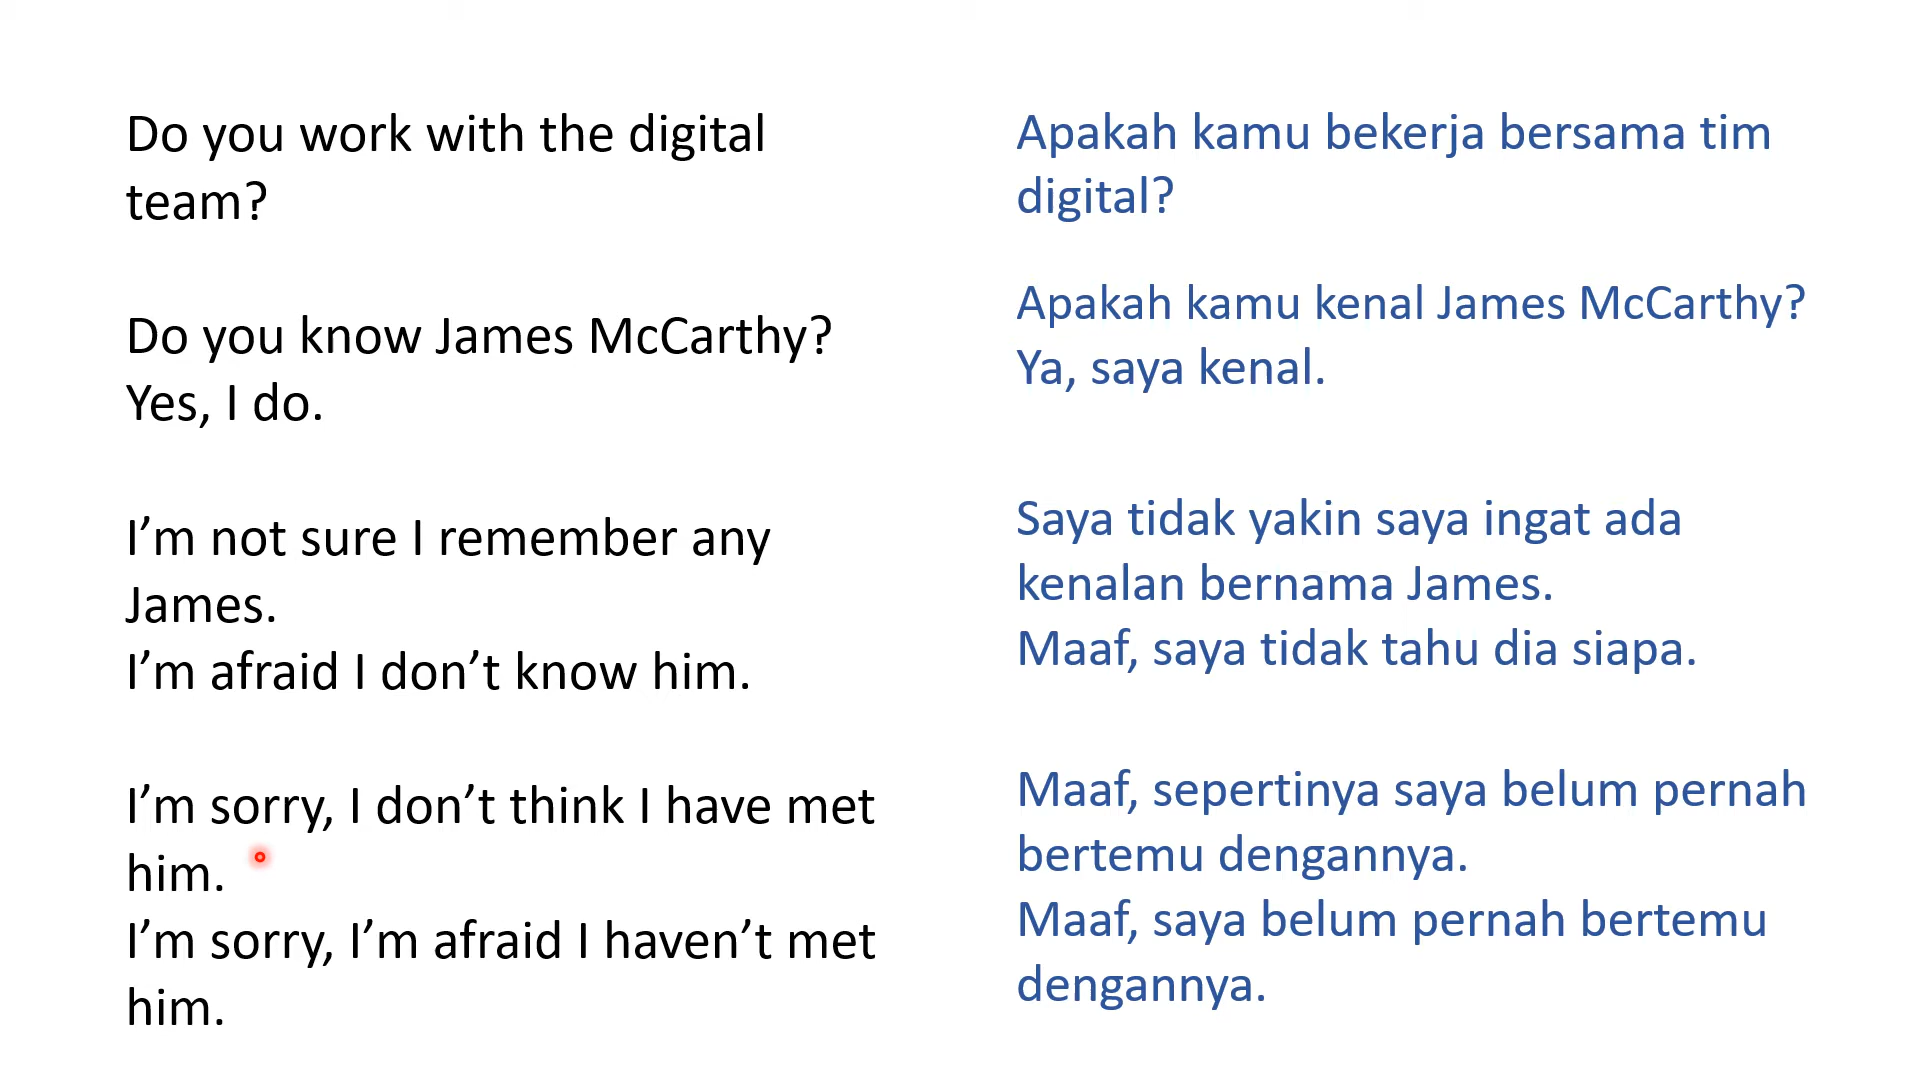 Do you work with the digital
team?
Do you know James McCarthy?
Yes, I do.
I’m not sure I remember any
James.
I’m afraid I don’t know him.
I’m sorry, I don’t think I have met
him.
I’m sorry, I’m afraid I haven’t met
him.
Apakah kamu bekerja bersama tim
digital?
Apakah kamu kenal James McCarthy?
Ya, saya kenal.
Saya tidak yakin saya ingat ada
kenalan bernama James.
Maaf, saya tidak tahu dia siapa.
Maaf, sepertinya saya belum pernah
bertemu dengannya.
Maaf, saya belum pernah bertemu
dengannya.